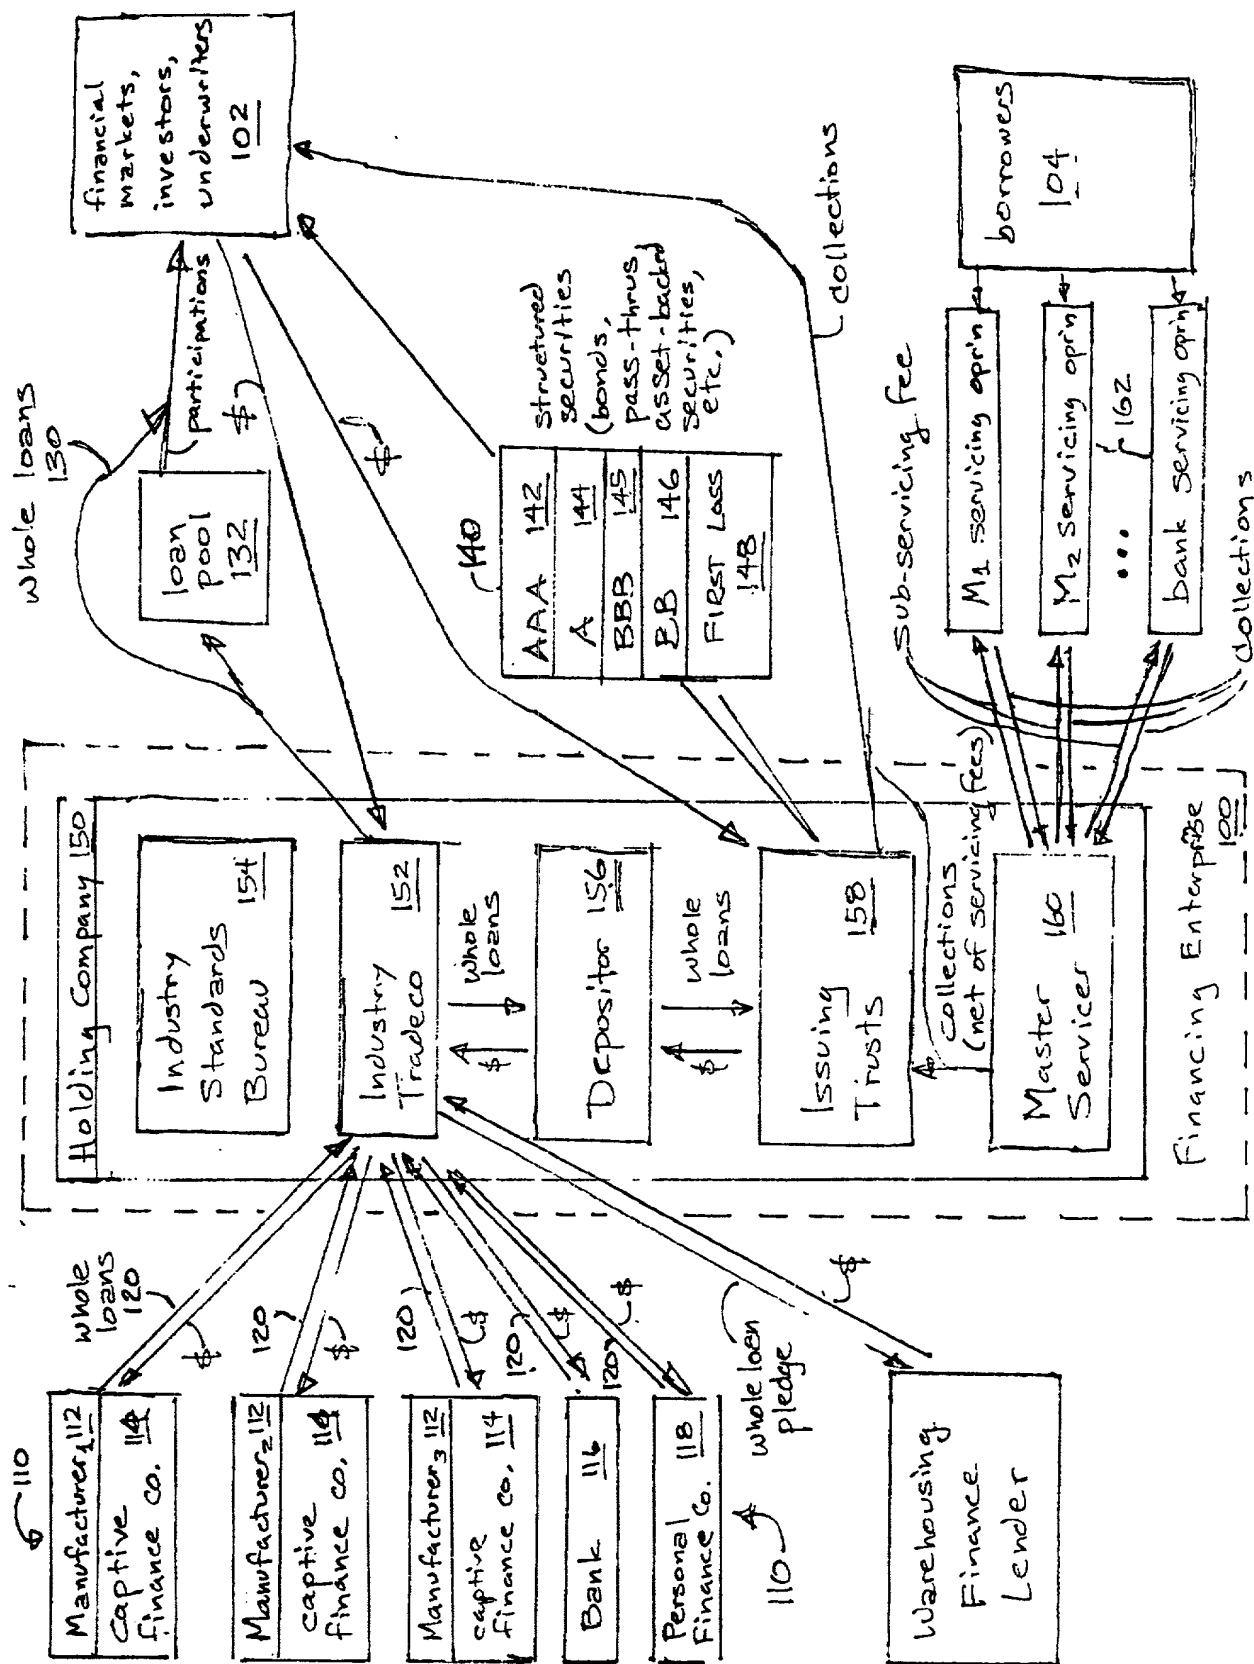 110
Manufacturer1 112
Captive
finance co. 114
Manufacturer2 112
captive
finance co. 114
Manufacturer3 112
captive
finance co. 114
Bank 116
Personal
Finance Co. 118
110
Warehousing
Finance
Lender
whole
loans
120
$
120
$
120
$
120
$
120
$
whole loan
pledge
$
Holding Company 150
Industry
Standards
Bureau 154
Industry
Tradeco 152
$
whole
loans
Depositor 156
$
whole
loans
Issuing
Trusts 158
collections
(net of servicing fees)
Master
Servicer 160
Financing Enterprise
100
whole loans
130
loan
pool
132
participations
$
$
financial
markets,
investors,
underwriters
102
140
AAA 142
A 144
BBB 145
BB 146
FIRST LOSS
148
structured
securities
(bonds,
pass-thrus,
asset-backed
securities,
etc.)
collections
Sub-servicing fee
M1 servicing opr'n
M2 servicing opr'n
... 162
bank servicing opr'n
collections
borrowers
104